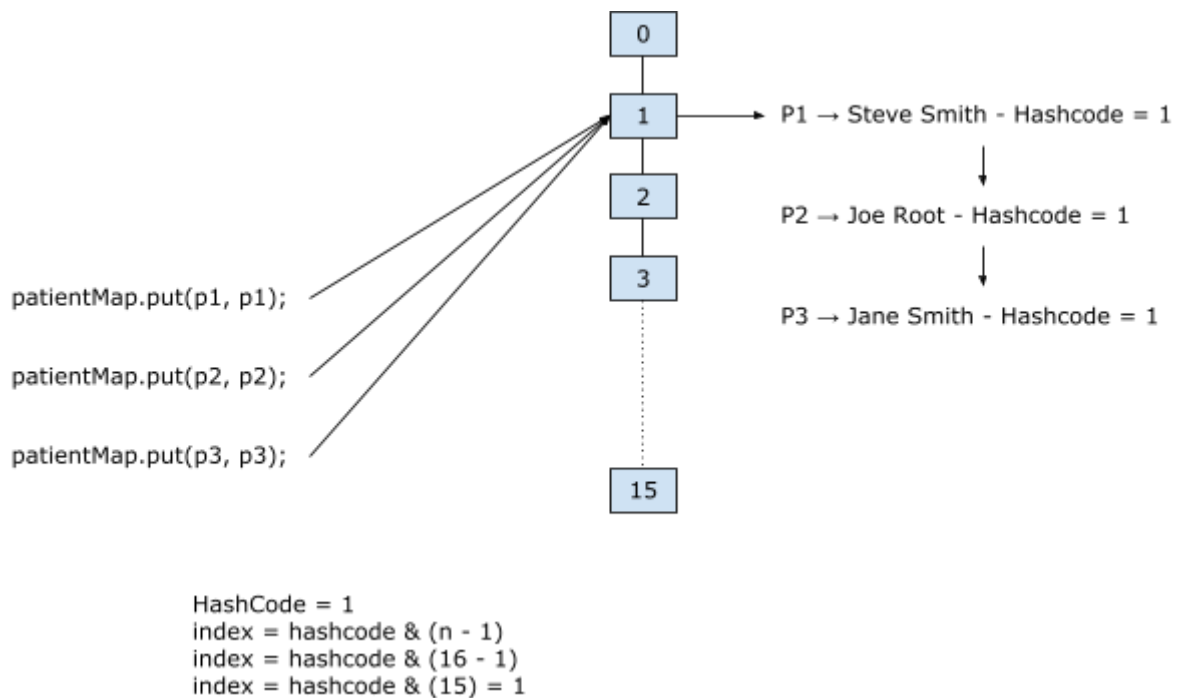 0
1
P1 → Steve Smith - Hashcode = 1
2
P2 → Joe Root - Hashcode = 1
3
patientMap.put(p1, p1);
P3 → Jane Smith - Hashcode = 1
patientMap.put(p2, p2);
patientMap.put(p3, p3);
15
HashCode = 1
index = hashcode & (n - 1)
index = hashcode & (16 - 1)
index = hashcode & (15) = 1